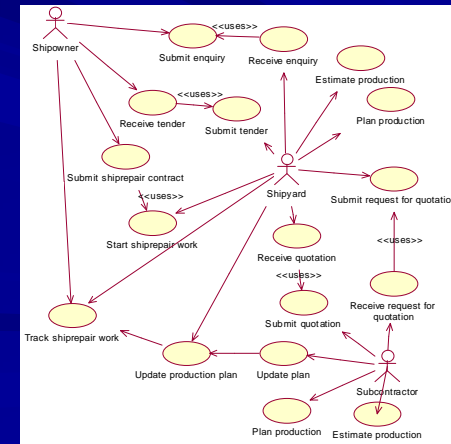 Shipowner
<<uses>>
Submit enquiry
Receive enquiry
Estimate production
<<uses>>
Plan production
Receive tender
Submit tender
Submit shiprepair contract
Shipyard
<<uses>>
Submit request for quotatio
Start shiprepair work
<<uses>>
Receive quotation
<<uses>>
Receive request for
quotation
Submit quotation
Track shiprepair work
Update production plan
Update plan
Subcontractor
Plan production
Estimate production